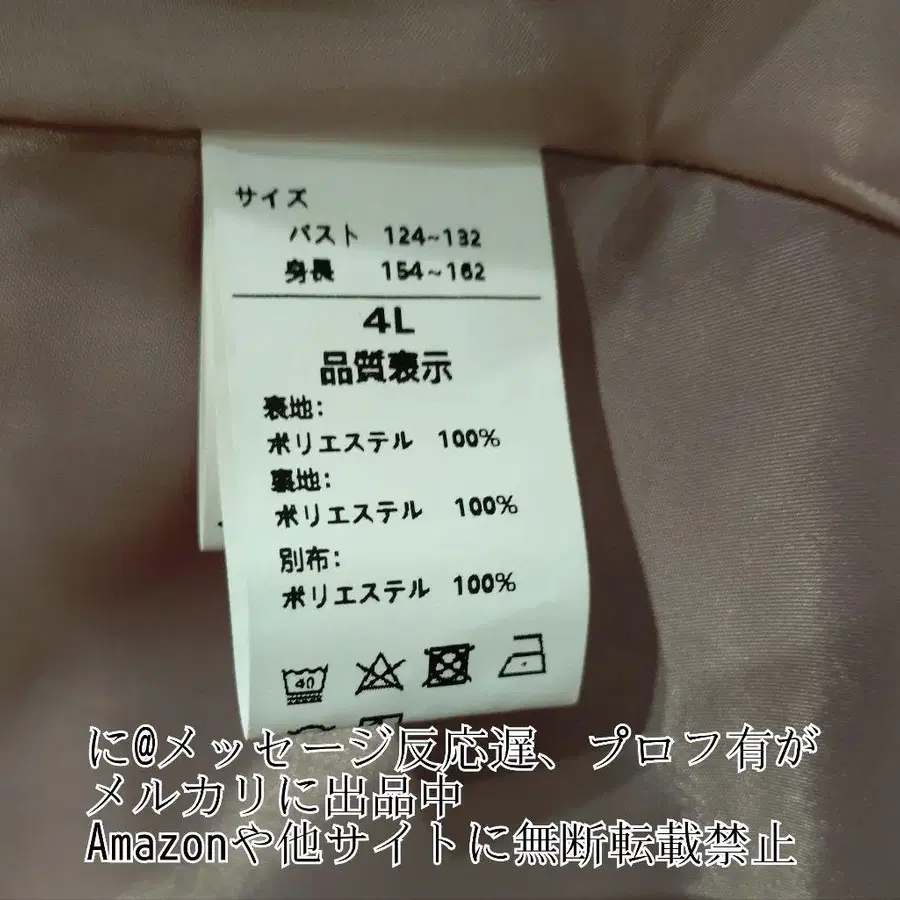 サイズ
バスト 124~132
身長 154~162
4L
品質表示
表地:
ポリエステル 100%
裏地:
ポリエステル 100%
別布:
ポリエステル 100%
40
に@メッセージ反応遅、プロフ有が
メルカリに出品中
Amazonや他サイトに無断転載禁止